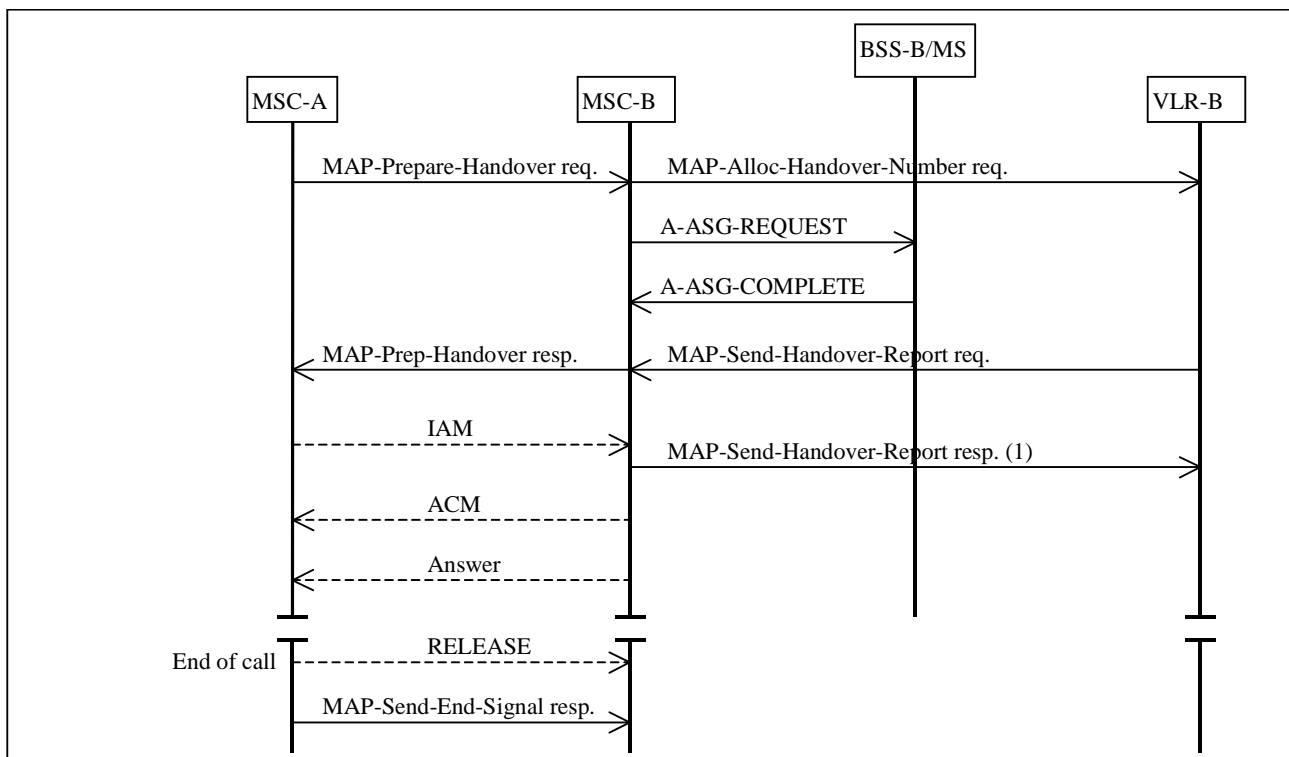 BSS-B/MS
MSC-A
MSC-B
VLR-B
MAP-Prepare-Handover req.
MAP-Alloc-Handover-Number req.
A-ASG-REQUEST
A-ASG-COMPLETE
MAP-Prep-Handover resp.
MAP-Send-Handover-Report req.
IAM
MAP-Send-Handover-Report resp. (1)
ACM
Answer
End of call
RELEASE
MAP-Send-End-Signal resp.